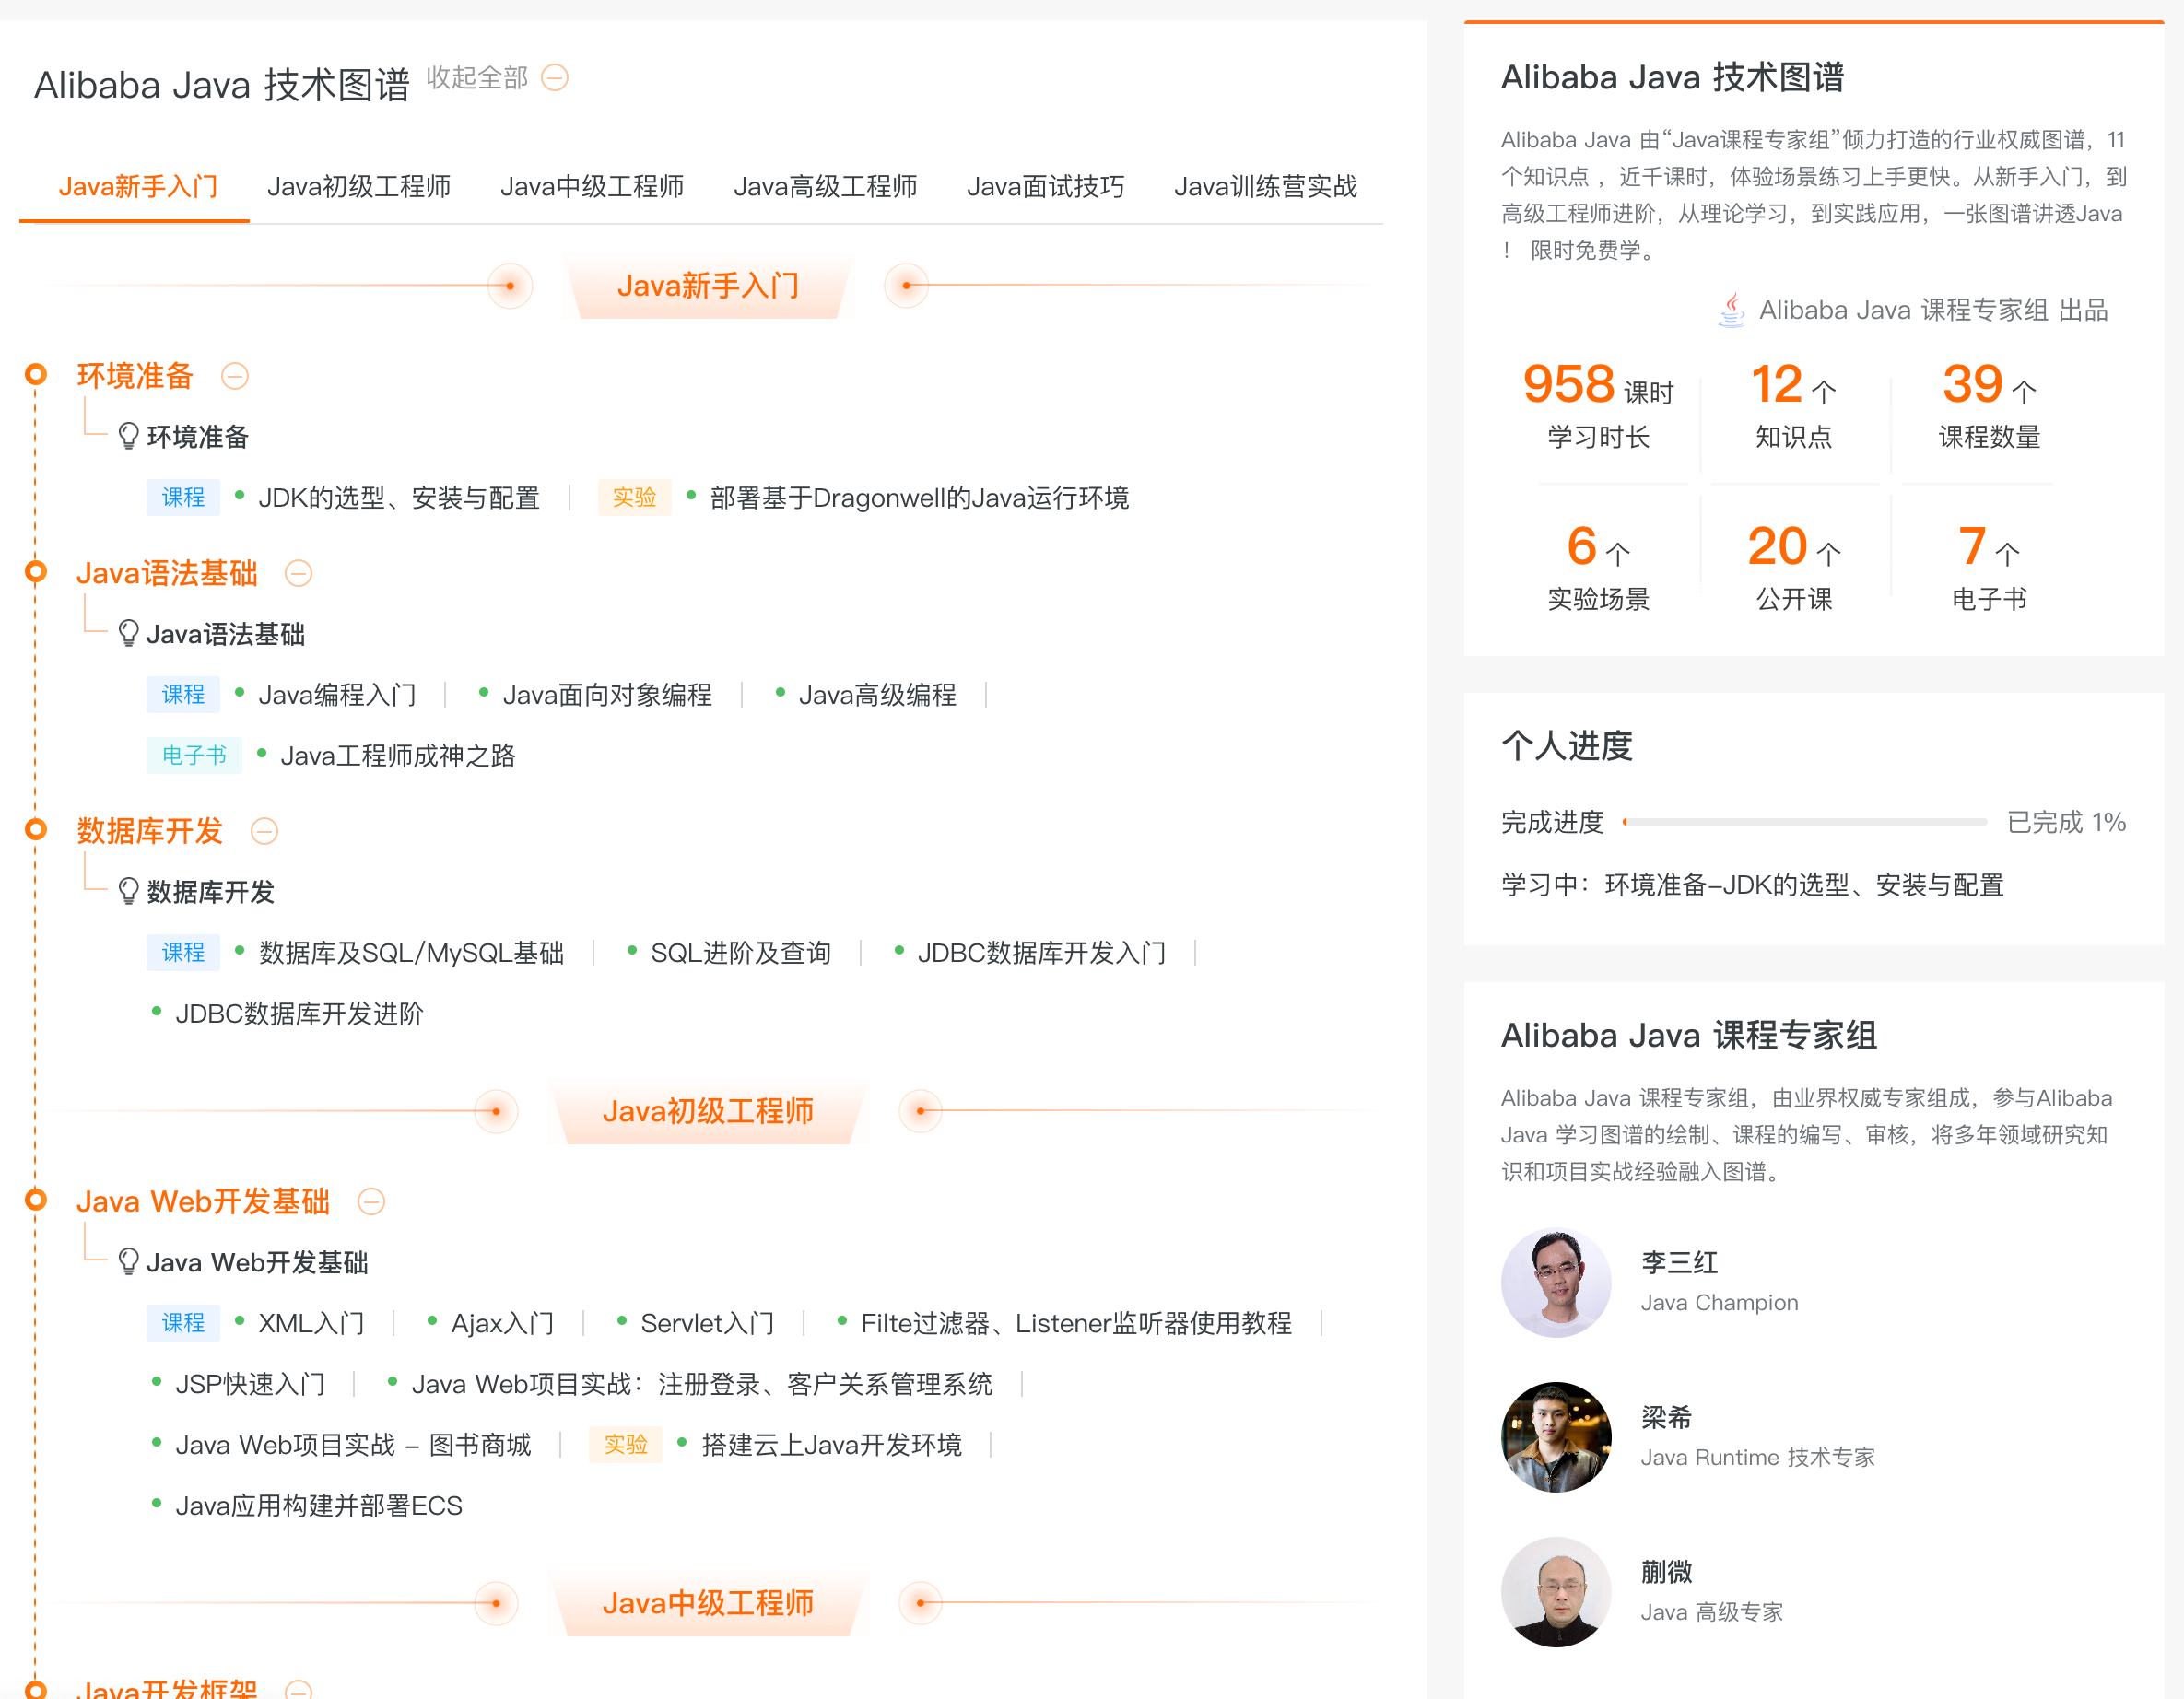 Alibaba Java 技术图谱 收起全部
Java新手入门 Java初级工程师 Java中级工程师 Java高级工程师 Java面试技巧 Java训练营实战
Java新手入门
环境准备
环境准备
课程 JDK的选型、安装与配置 实验 部署基于Dragonwell的Java运行环境
Java语法基础
Java语法基础
课程 Java编程入门 Java面向对象编程 Java高级编程
电子书 Java工程师成神之路
数据库开发
数据库开发
课程 数据库及SQL/MySQL基础 SQL进阶及查询 JDBC数据库开发入门
JDBC数据库开发进阶
Java初级工程师
Java Web开发基础
Java Web开发基础
课程 XML入门 Ajax入门 Servlet入门 Filte过滤器、Listener监听器使用教程
JSP快速入门 Java Web项目实战：注册登录、客户关系管理系统
Java Web项目实战 – 图书商城 实验 搭建云上Java开发环境
Java应用构建并部署ECS
Java中级工程师
Java开发框架
Alibaba Java 技术图谱
Alibaba Java 由“Java课程专家组”倾力打造的行业权威图谱，11
个知识点 ，近千课时，体验场景练习上手更快。从新手入门，到
高级工程师进阶，从理论学习，到实践应用，一张图谱讲透Java
！ 限时免费学。
Alibaba Java 课程专家组 出品
958 课时 12 个 39 个
学习时长 知识点 课程数量
6 个 20 个 7 个
实验场景 公开课 电子书
个人进度
完成进度 已完成 1%
学习中：环境准备–JDK的选型、安装与配置
Alibaba Java 课程专家组
Alibaba Java 课程专家组，由业界权威专家组成，参与Alibaba
Java 学习图谱的绘制、课程的编写、审核，将多年领域研究知
识和项目实战经验融入图谱。
李三红
Java Champion
梁希
Java Runtime 技术专家
蒯微
Java 高级专家